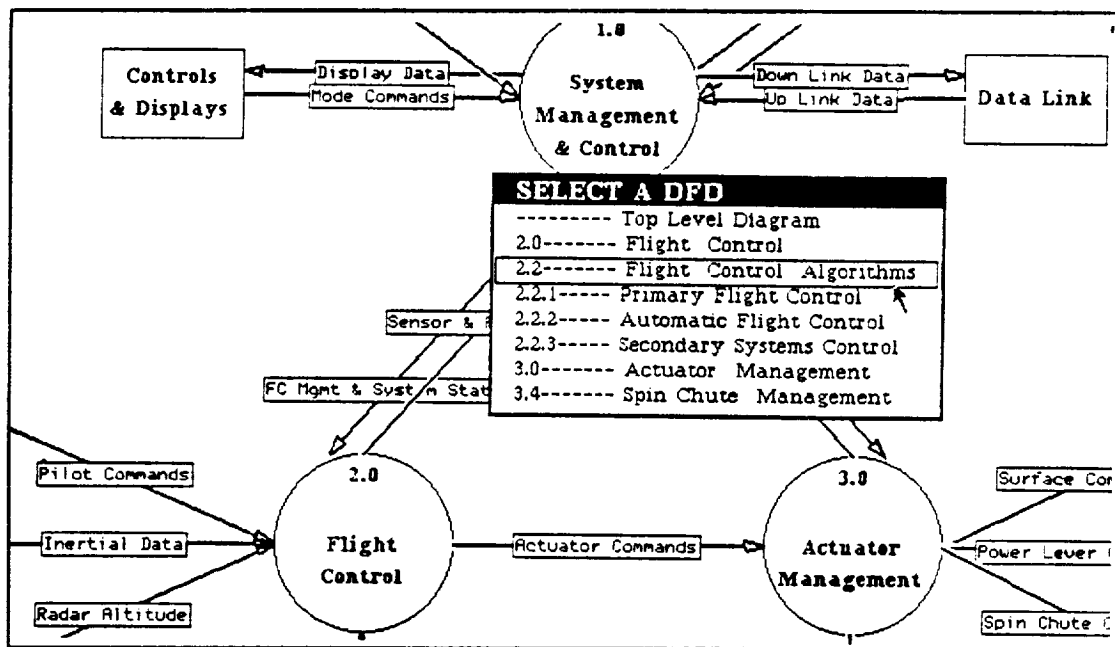 1.0
System
Management
& Control
Controls
& Displays
Display Data
Mode Commands
Down Link Data
Up Link Data
Data Link
SELECT A DFD
--------- Top Level Diagram
2.0------- Flight Control
2.2------- Flight Control Algorithms
2.2.1----- Primary Flight Control
2.2.2----- Automatic Flight Control
2.2.3----- Secondary Systems Control
3.0------- Actuator Management
3.4------- Spin Chute Management
Sensor &
FC Mgmt & System Stat
Pilot Commands
Inertial Data
Radar Altitude
2.0
Flight
Control
Actuator Commands
3.0
Actuator
Management
Surface Co
Power Lever
Spin Chute